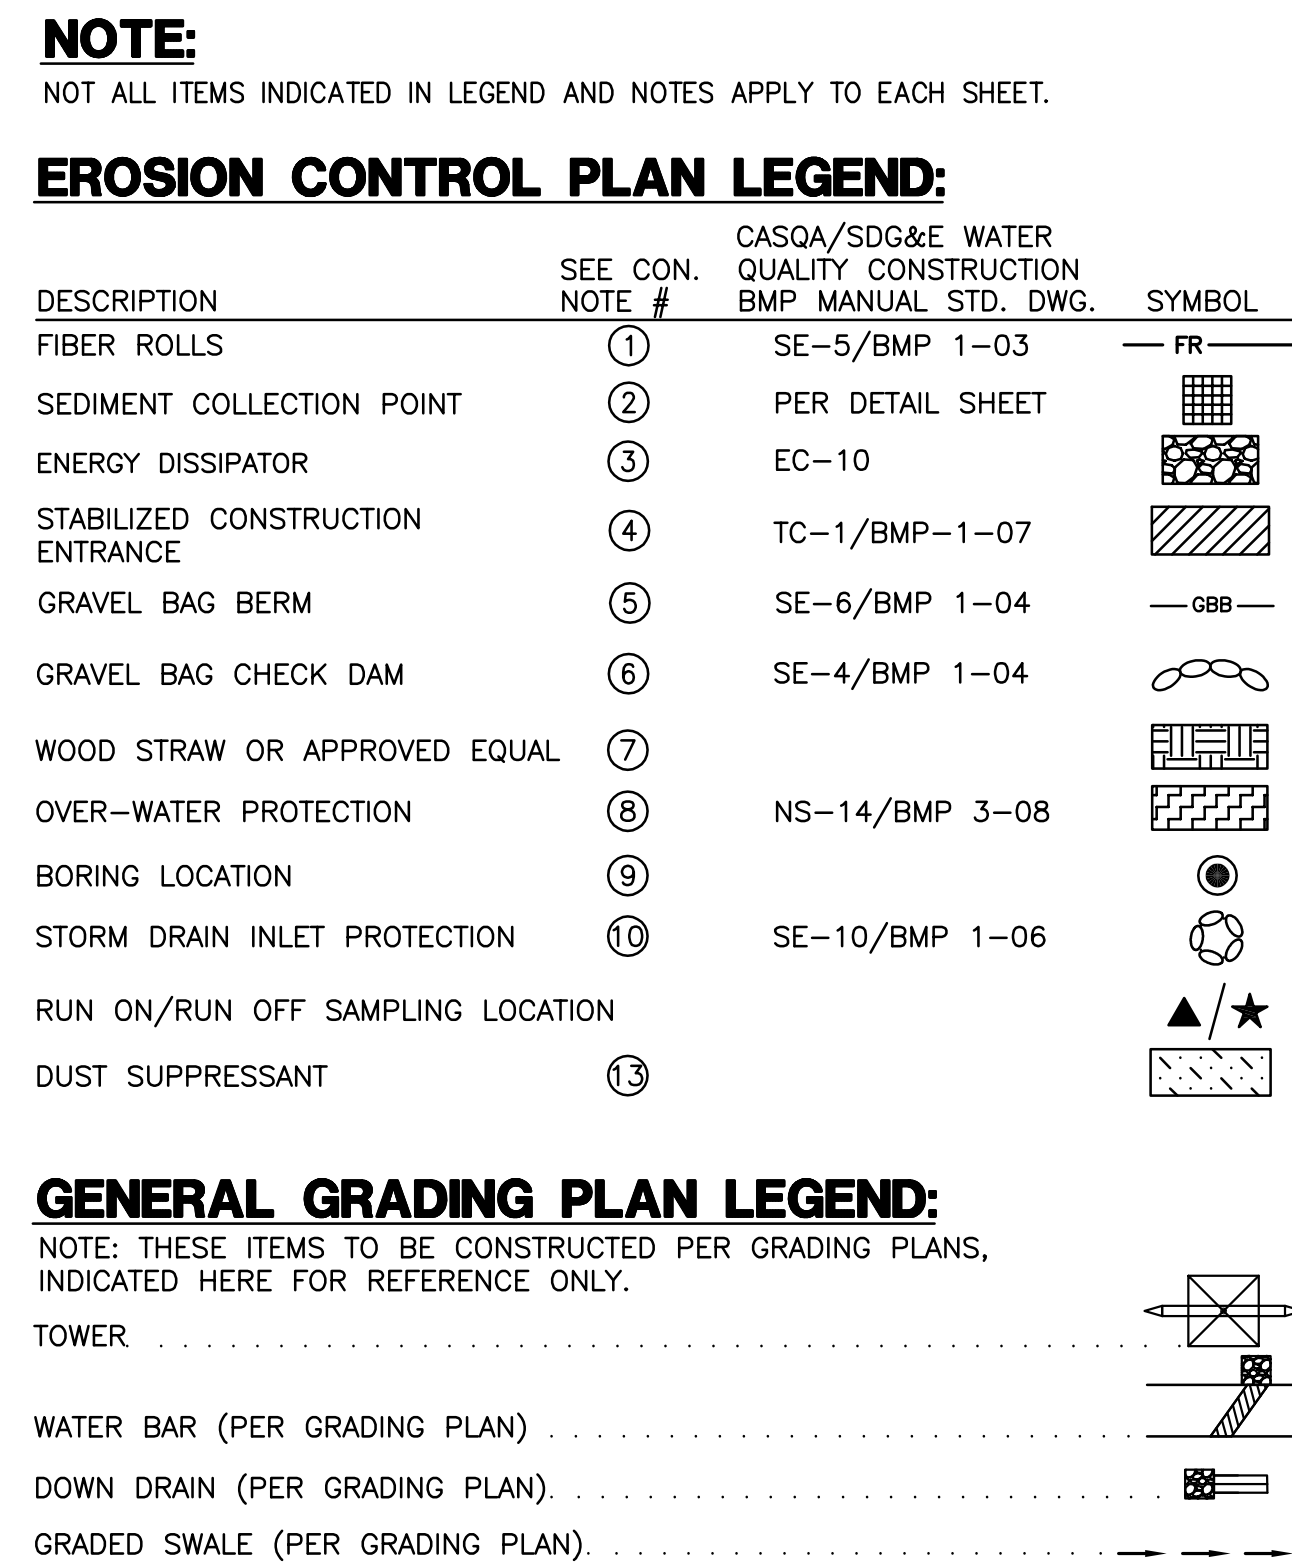 NOTE:
NOT ALL ITEMS INDICATED IN LEGEND AND NOTES APPLY TO EACH SHEET.
EROSION CONTROL PLAN LEGEND:
CASQA/SDG&E WATER
SEE CON. QUALITY CONSTRUCTION
DESCRIPTION NOTE # BMP MANUAL STD. DWG. SYMBOL
FIBER ROLLS 1 SE-5/BMP 1-03 FR
SEDIMENT COLLECTION POINT 2 PER DETAIL SHEET
ENERGY DISSIPATOR 3 EC-10
STABILIZED CONSTRUCTION
ENTRANCE 4 TC-1/BMP-1-07
GRAVEL BAG BERM 5 SE-6/BMP 1-04 GBB
GRAVEL BAG CHECK DAM 6 SE-4/BMP 1-04
WOOD STRAW OR APPROVED EQUAL 7
OVER-WATER PROTECTION 8 NS-14/BMP 3-08
BORING LOCATION 9
STORM DRAIN INLET PROTECTION 10 SE-10/BMP 1-06
RUN ON/RUN OFF SAMPLING LOCATION /
DUST SUPPRESSANT 13
GENERAL GRADING PLAN LEGEND:
NOTE: THESE ITEMS TO BE CONSTRUCTED PER GRADING PLANS,
INDICATED HERE FOR REFERENCE ONLY.
TOWER
WATER BAR (PER GRADING PLAN)
DOWN DRAIN (PER GRADING PLAN)
GRADED SWALE (PER GRADING PLAN)